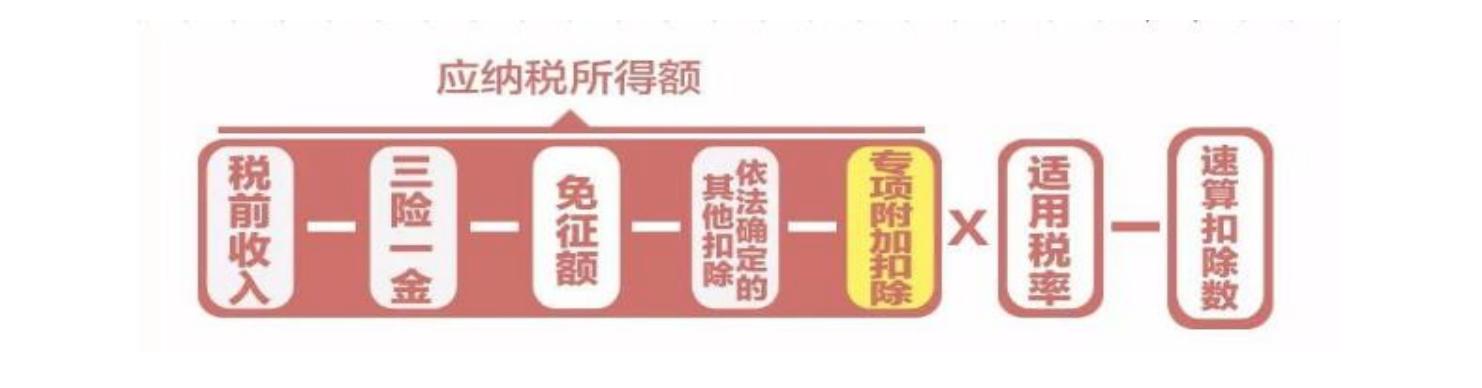 应纳税所得额
税前收入
三险一金
免征额
依法确定的
其他扣除
专项附加扣除
X
适用税率
速算扣除数